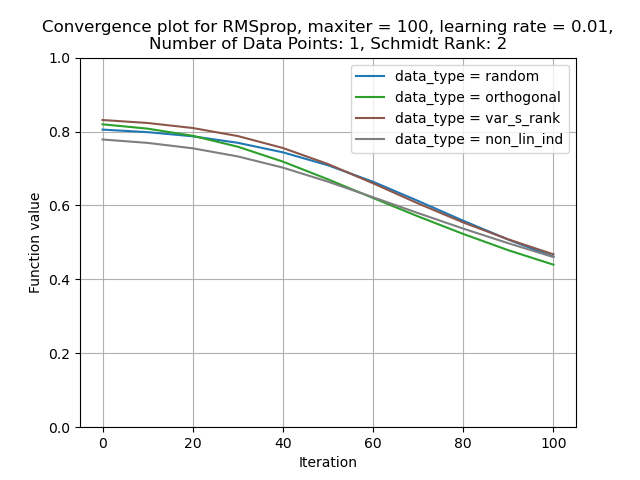 Convergence plot for RMSprop, maxiter = 100, learning rate = 0.01,
Number of Data Points: 1, Schmidt Rank: 2
data_type = random
data_type = orthogonal
data_type = var_s_rank
data_type = non_lin_ind
Function value
1.0
0.8
0.6
0.4
0.2
0.0
0 20 40 60 80 100
Iteration